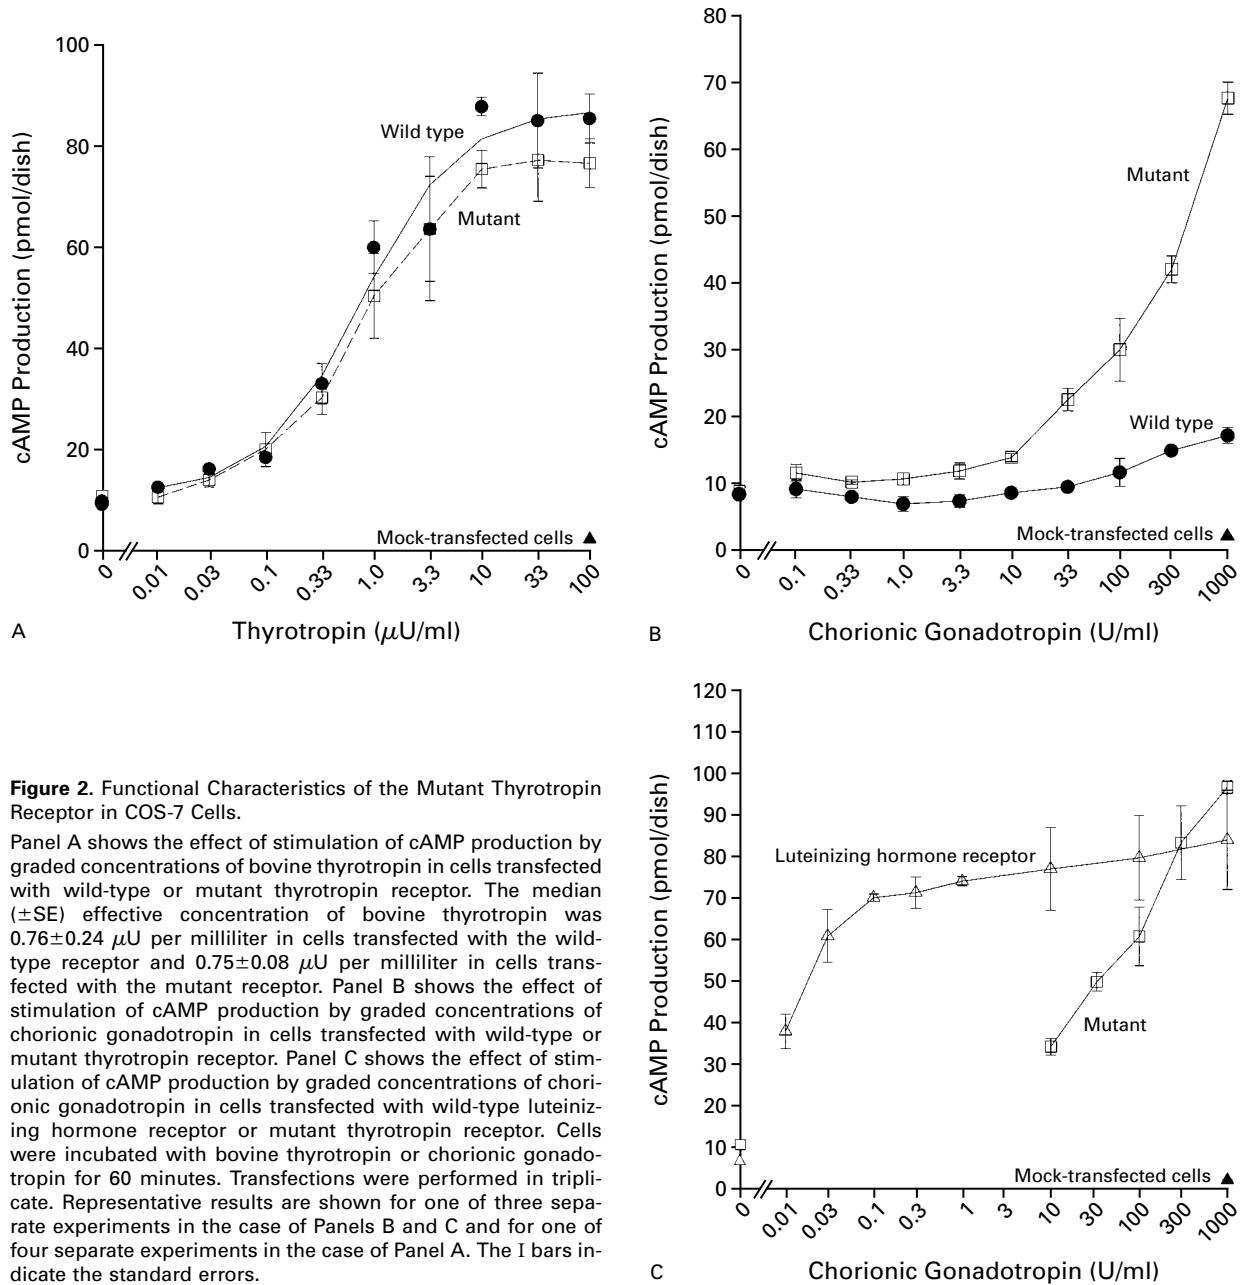 100
80
60
40
20
0
cAMP Production (pmol/dish)
Wild type
Mutant
Mock-transfected cells ▲
0 0.01 0.03 0.1 0.33 1.0 3.3 10 33 100
Thyrotropin (μU/ml)
A
80
70
60
50
40
30
20
10
0
cAMP Production (pmol/dish)
Mutant
Wild type
Mock-transfected cells ▲
0 0.1 0.33 1.0 3.3 10 33 100 300 1000
Chorionic Gonadotropin (U/ml)
B
Figure 2. Functional Characteristics of the Mutant Thyrotropin
Receptor in COS-7 Cells.
Panel A shows the effect of stimulation of cAMP production by
graded concentrations of bovine thyrotropin in cells transfected
with wild-type or mutant thyrotropin receptor. The median
(±SE) effective concentration of bovine thyrotropin was
0.76±0.24 μU per milliliter in cells transfected with the wild-
type receptor and 0.75±0.08 μU per milliliter in cells trans-
fected with the mutant receptor. Panel B shows the effect of
stimulation of cAMP production by graded concentrations of
chorionic gonadotropin in cells transfected with wild-type or
mutant thyrotropin receptor. Panel C shows the effect of stim-
ulation of cAMP production by graded concentrations of chori-
onic gonadotropin in cells transfected with wild-type luteiniz-
ing hormone receptor or mutant thyrotropin receptor. Cells
were incubated with bovine thyrotropin or chorionic gonado-
tropin for 60 minutes. Transfections were performed in tripli-
cate. Representative results are shown for one of three sepa-
rate experiments in the case of Panels B and C and for one of
four separate experiments in the case of Panel A. The I bars in-
dicate the standard errors.
120
110
100
90
80
70
60
50
40
30
20
10
0
cAMP Production (pmol/dish)
Luteinizing hormone receptor
Mutant
Mock-transfected cells ▲
0 0.01 0.03 0.1 0.3 1 3 10 30 100 300 1000
Chorionic Gonadotropin (U/ml)
C